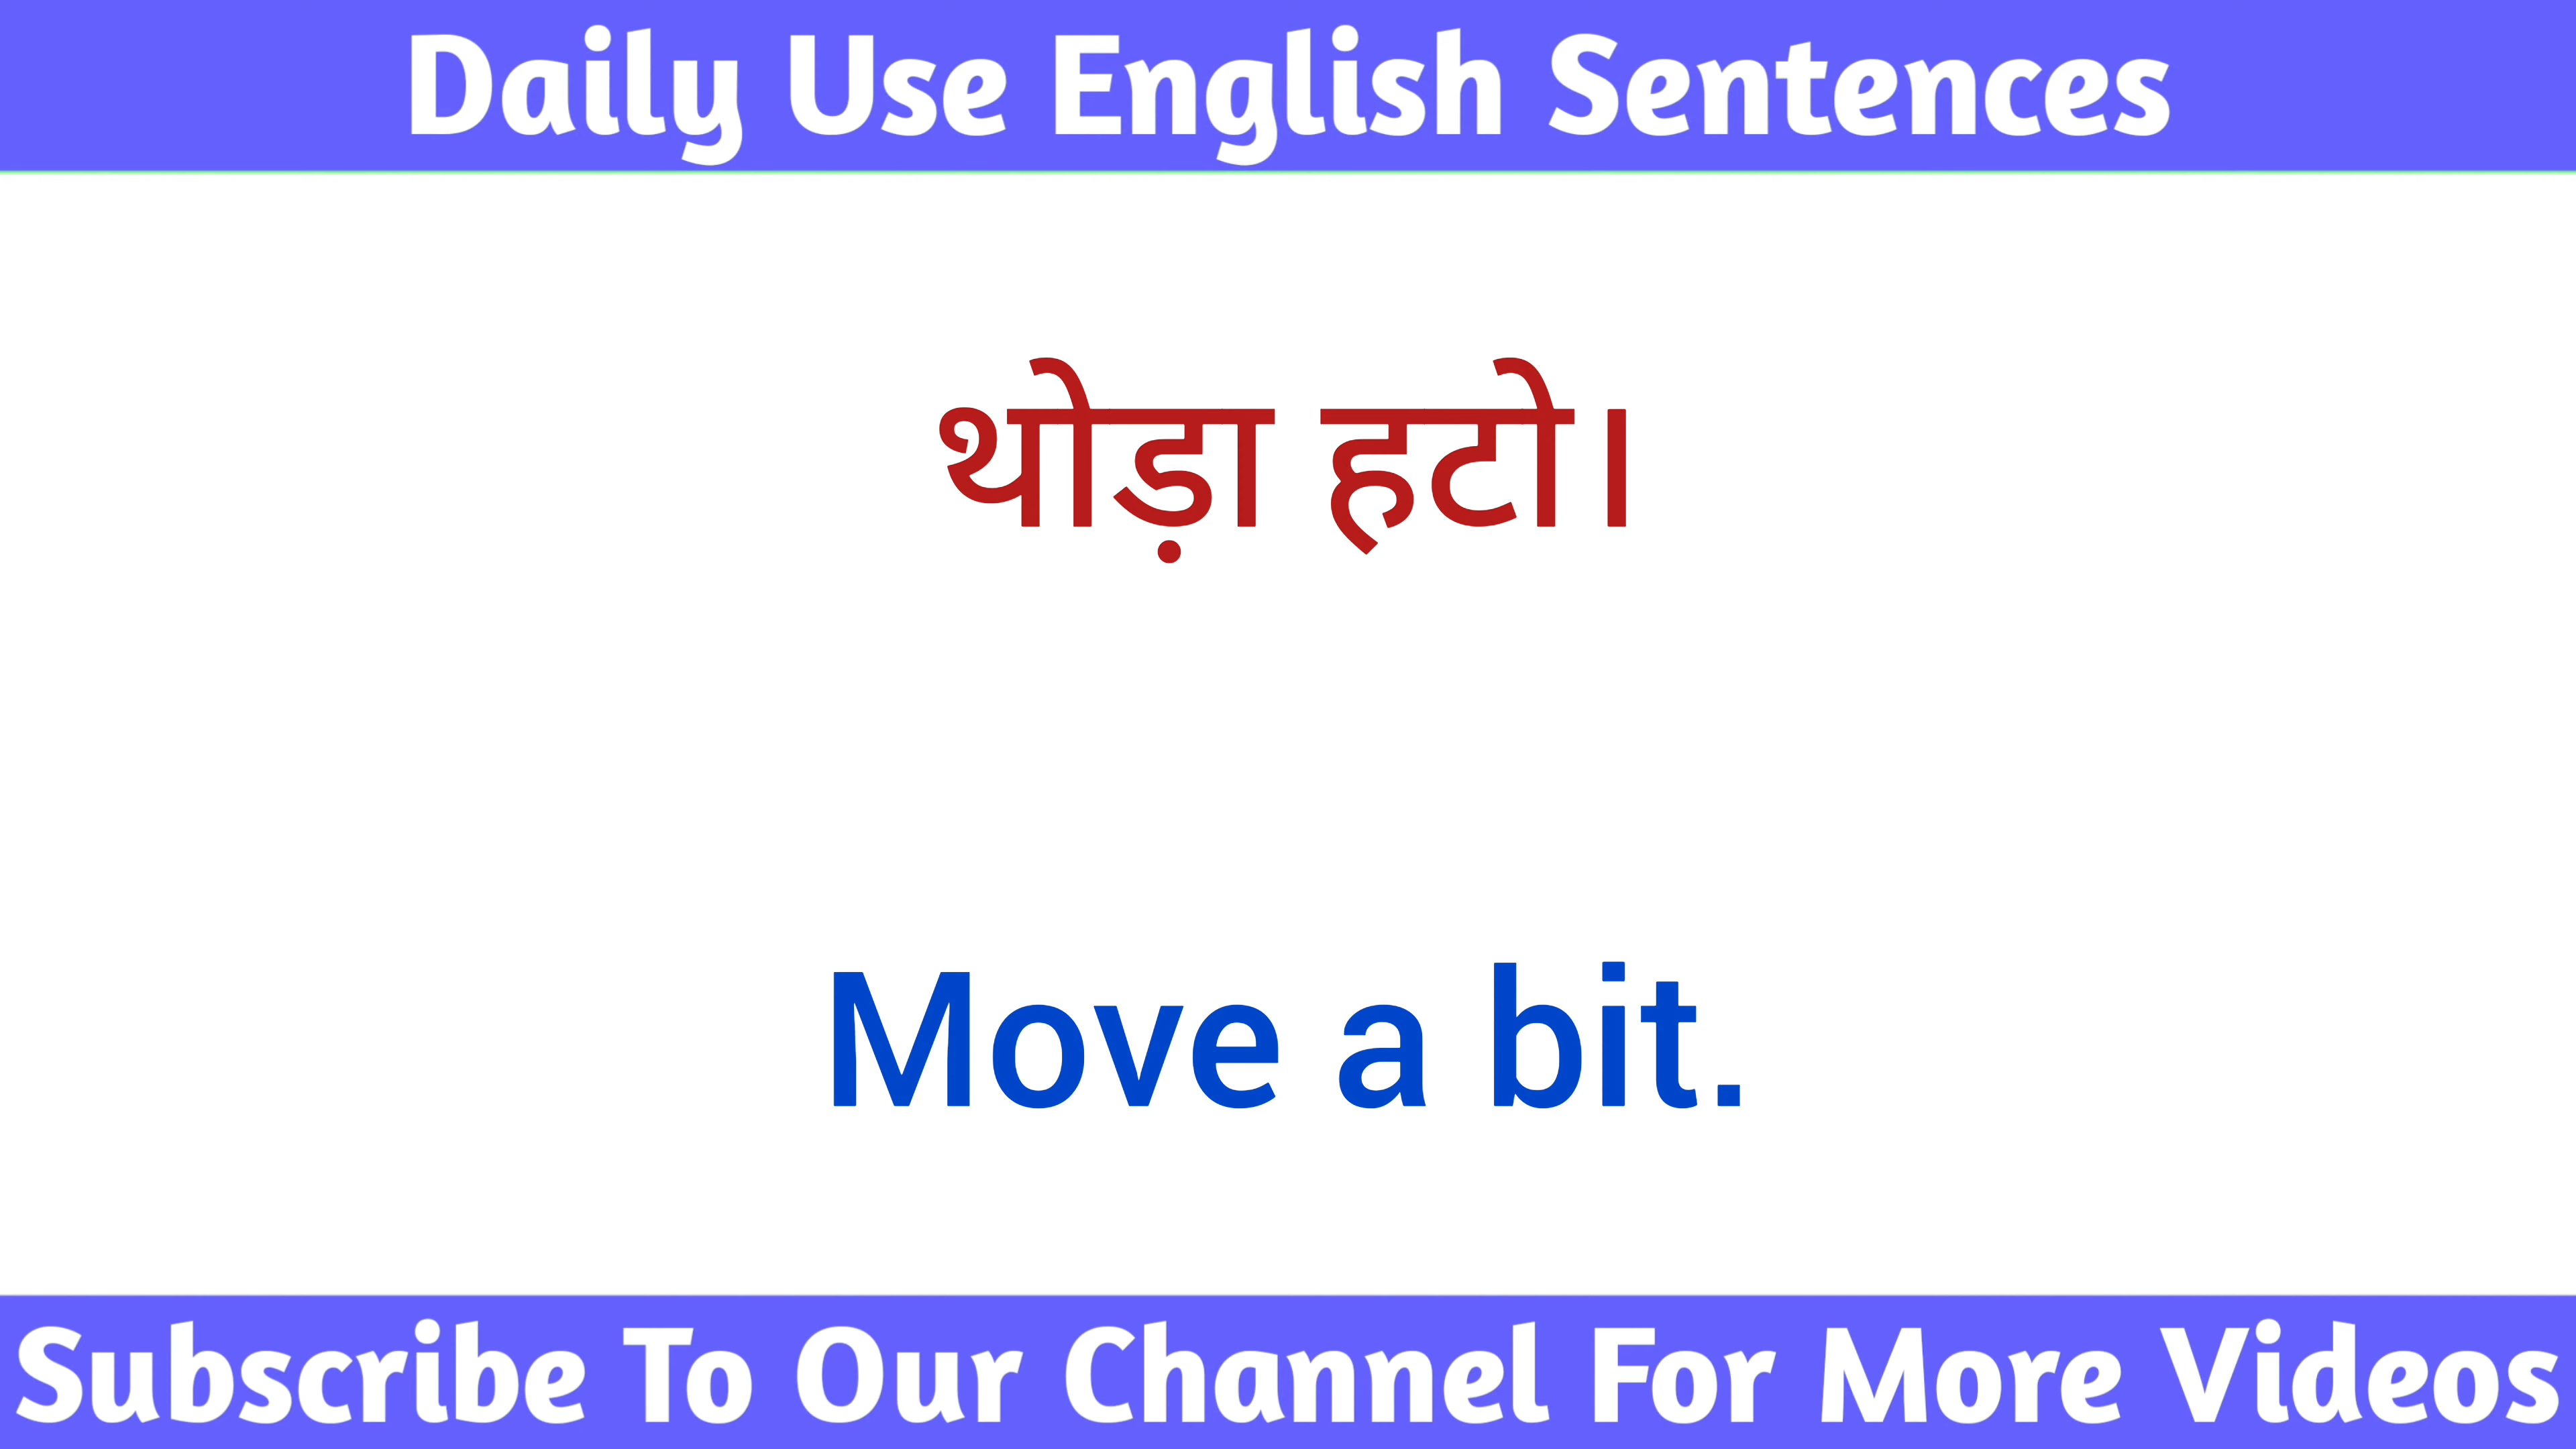 Daily Use English Sentences
थोड़ा हटो।
Move a bit.
Subscribe To Our Channel For More Videos